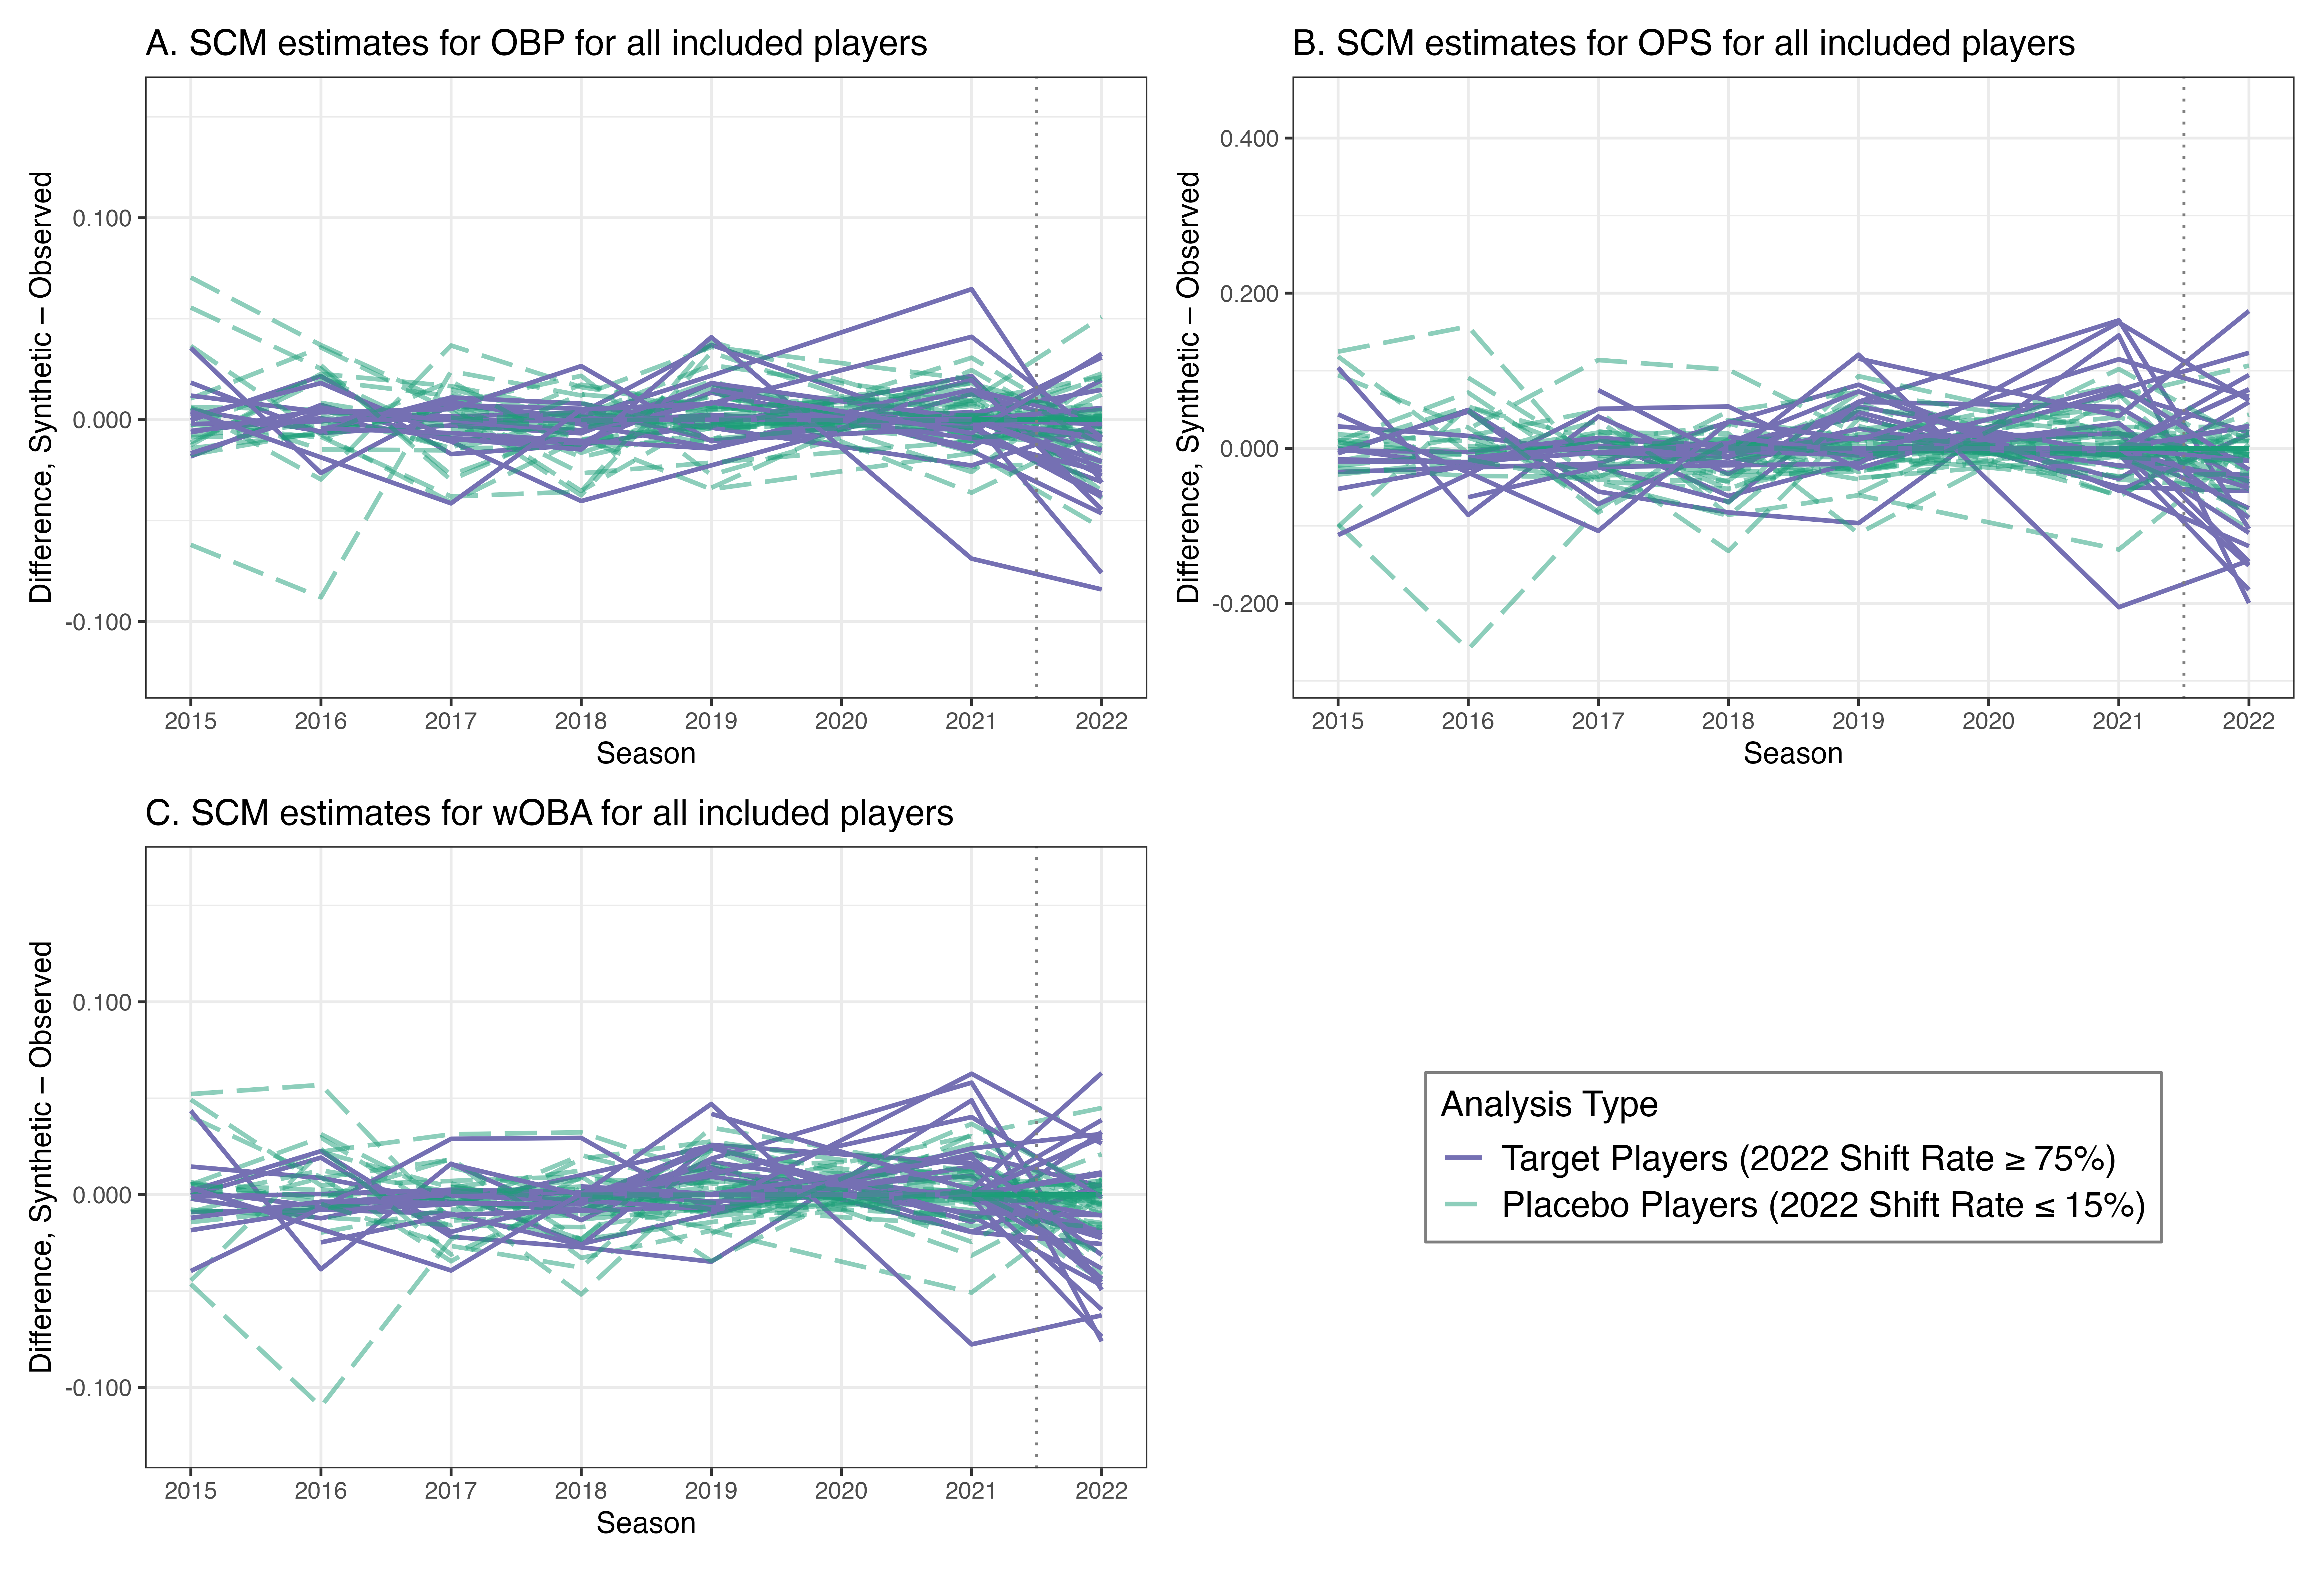 A. SCM estimates for OBP for all included players
Difference, Synthetic – Observed
0.100
0.000
-0.100
2015 2016 2017 2018 2019 2020 2021 2022
Season
B. SCM estimates for OPS for all included players
Difference, Synthetic – Observed
0.400
0.200
0.000
-0.200
2015 2016 2017 2018 2019 2020 2021 2022
Season
C. SCM estimates for wOBA for all included players
Difference, Synthetic – Observed
0.100
0.000
-0.100
2015 2016 2017 2018 2019 2020 2021 2022
Season
Analysis Type
Target Players (2022 Shift Rate ≥ 75%)
Placebo Players (2022 Shift Rate ≤ 15%)